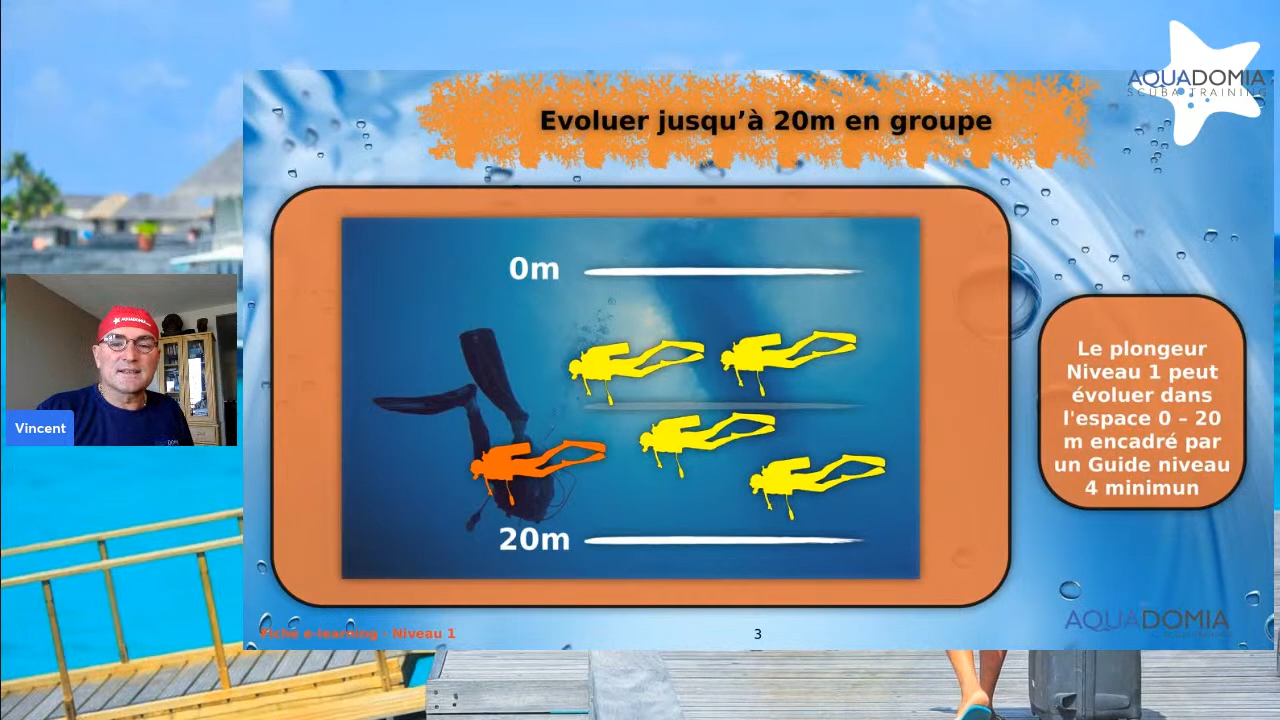 AQUADOMIA
SCUBA TRAINING
Evoluer jusqu’à 20m en groupe
0m
20m
Le plongeur
Niveau 1 peut
évoluer dans
l'espace 0 – 20
m encadré par
un Guide niveau
4 minimun
AQUADOMIA
Vincent
Fiche e-learning - Niveau 1
3
AQUADOMIA